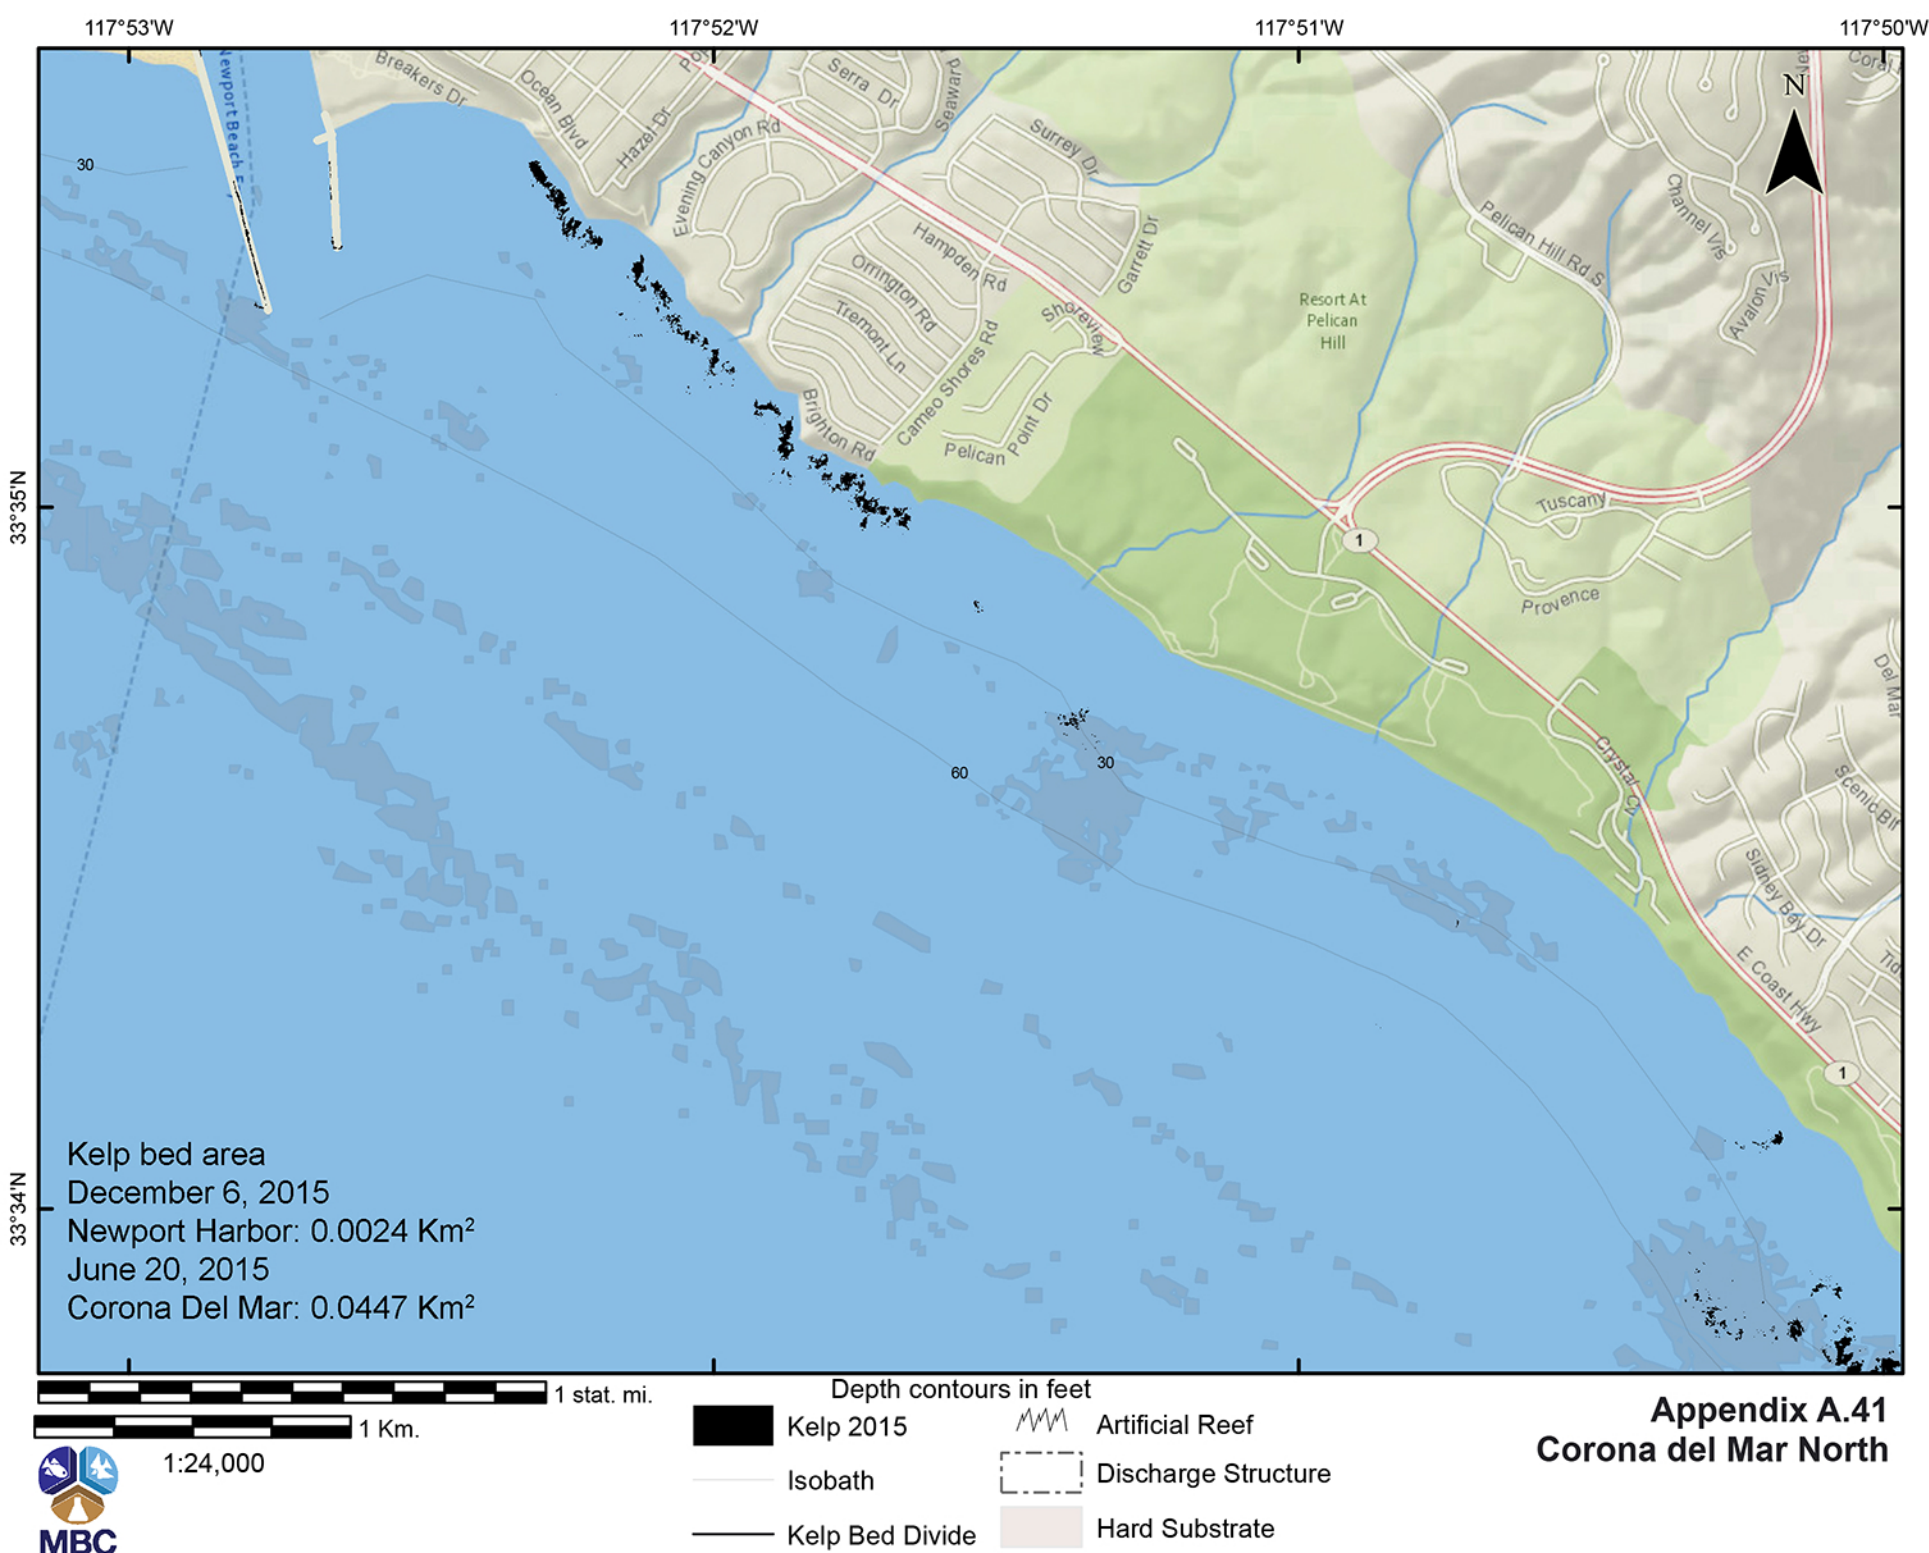 117°53'W
117°52'W
117°51'W
117°50'W
33°35'N
33°34'N
Breakers Dr
Ocean Blvd
Hazel Dr
Serra Dr
Seaward
Evening Canyon Rd
Surrey Dr
Garrett Dr
Hampden Rd
Orrington Rd
Tremont Ln
Brighton Rd
Cameo Shores Rd
Shoreview
Pelican
Point Dr
Resort At
Pelican
Hill
Pelican Hill Rd S
Channel Vis
Avalon Vis
N
Newport Beach
30
Tuscany
Provence
1
Crystal Cv
Del Mar
Scenic Blf
Sidney Bay Dr
E Coast Hwy
1
60
30
Kelp bed area
December 6, 2015
Newport Harbor: 0.0024 Km²
June 20, 2015
Corona Del Mar: 0.0447 Km²
1 stat. mi.
1 Km.
1:24,000
MBC
Depth contours in feet
Kelp 2015
Isobath
Kelp Bed Divide
Artificial Reef
Discharge Structure
Hard Substrate
Appendix A.41
Corona del Mar North